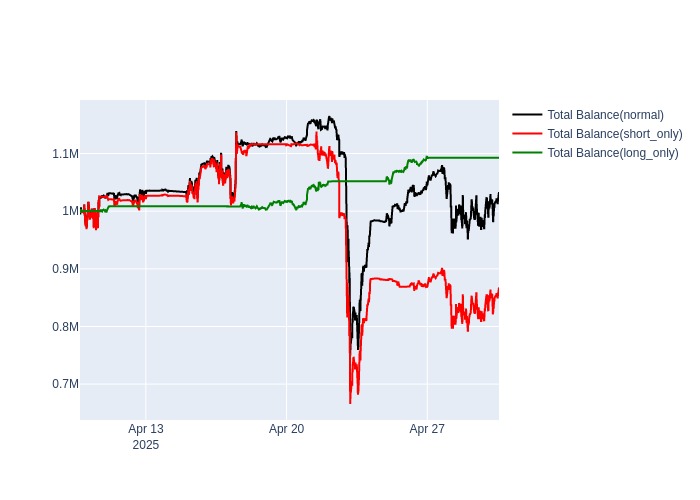 Total Balance(normal)
Total Balance(short_only)
Total Balance(long_only)
1.1M
1M
0.9M
0.8M
0.7M
Apr 13
2025
Apr 20
Apr 27